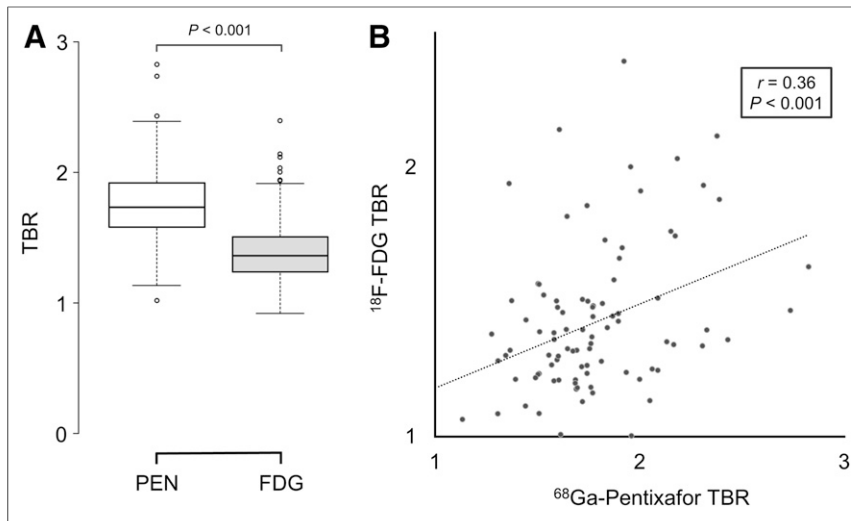 A
P < 0.001
3
2
1
0
TBR
PEN
FDG
B
r = 0.36
P < 0.001
2
1
¹⁸F-FDG TBR
1
2
3
⁶⁸Ga-Pentixafor TBR